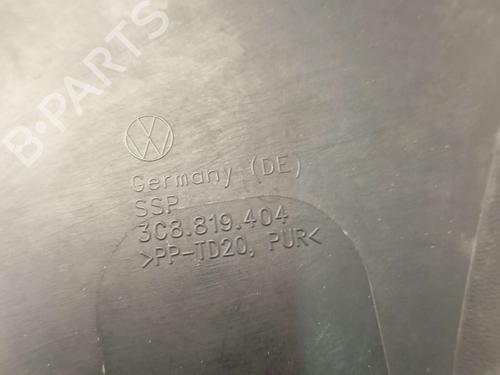 B-PARTS
Germany (DE)
SSP
3C8.819.404
>PP-TD20, PUR<